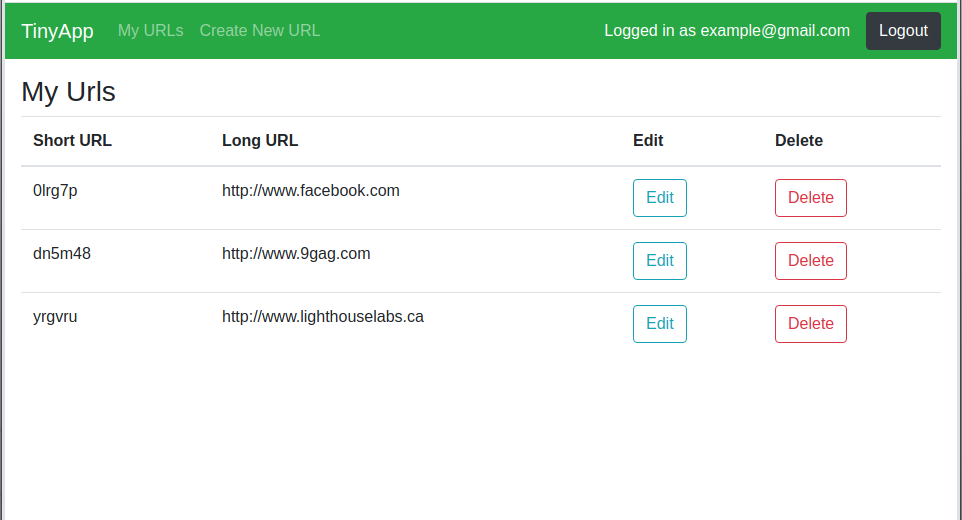 TinyApp My URLs Create New URL Logged in as example@gmail.com Logout
My Urls
Short URL Long URL Edit Delete
0lrg7p http://www.facebook.com Edit Delete
dn5m48 http://www.9gag.com Edit Delete
yrgvru http://www.lighthouselabs.ca Edit Delete